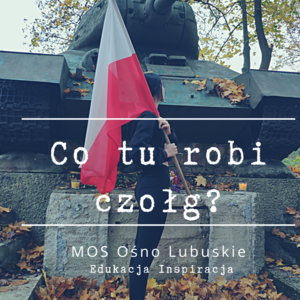 Co tu robi
czołg?
MOS Ośno Lubuskie
Edukacja Inspiracja